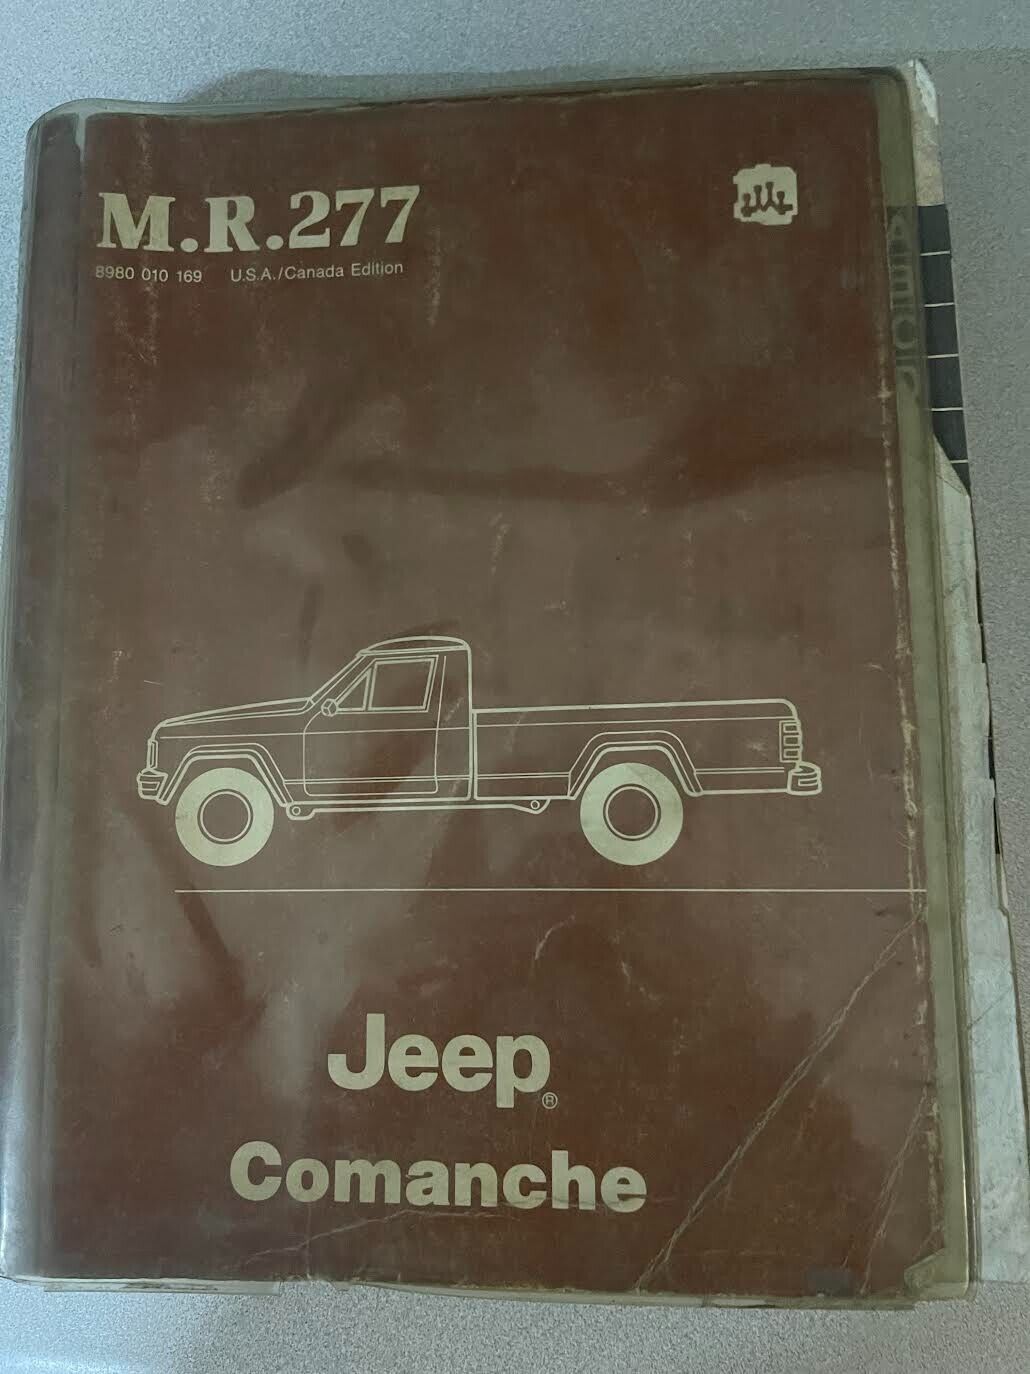 M.R.277
8980 010 169 U.S.A./Canada Edition
A
B
C
Jeep®
Comanche